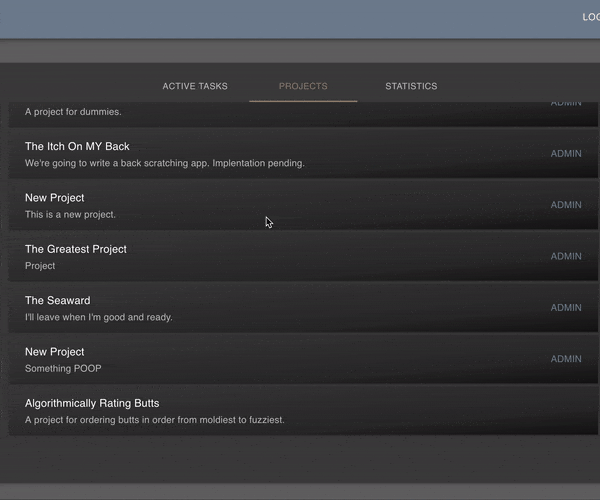 ACTIVE TASKS
PROJECTS
STATISTICS
A project for dummies.
ADMIN
The Itch On MY Back
We're going to write a back scratching app. Implentation pending.
ADMIN
New Project
This is a new project.
ADMIN
The Greatest Project
Project
ADMIN
The Seaward
I'll leave when I'm good and ready.
ADMIN
New Project
Something POOP
ADMIN
Algorithmically Rating Butts
A project for ordering butts in order from moldiest to fuzziest.